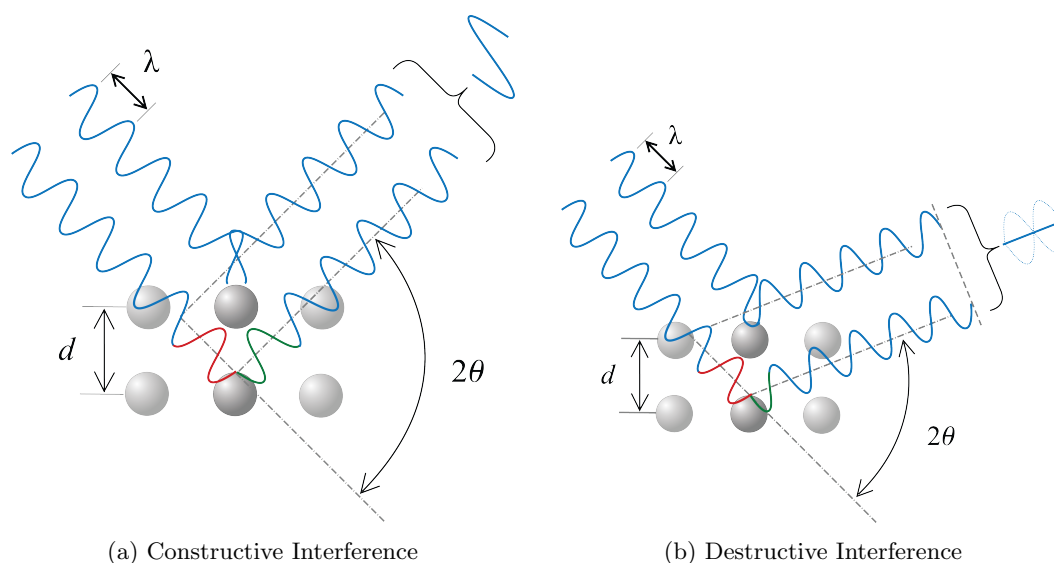 λ
d
2θ
(a) Constructive Interference
λ
d
2θ
(b) Destructive Interference